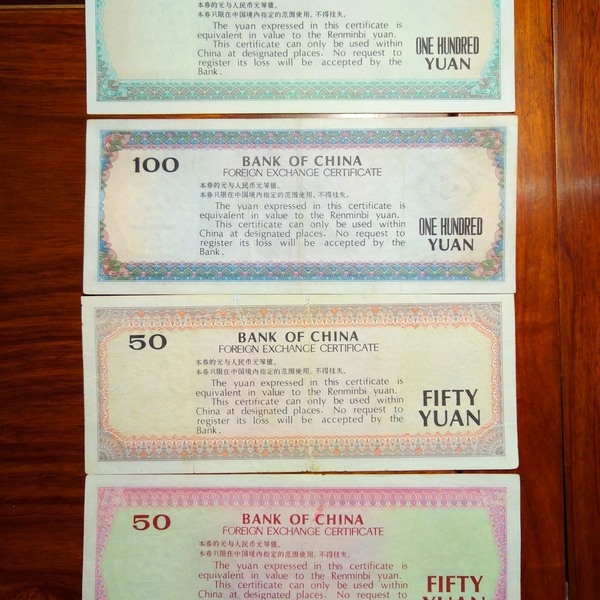 本券的元与人民币元等值。
本券只限在中国境内指定的范围使用，不得挂失。
The yuan expressed in this certificate is
equivalent in value to the Renminbi yuan.
This certificate can only be used within
China at designated places. No request to
register its loss will be accepted by the
Bank.
ONE HUNDRED
YUAN
100
BANK OF CHINA
FOREIGN EXCHANGE CERTIFICATE
本券的元与人民币元等值。
本券只限在中国境内指定的范围使用，不得挂失。
The yuan expressed in this certificate is
equivalent in value to the Renminbi yuan.
This certificate can only be used within
China at designated places. No request to
register its loss will be accepted by the
Bank.
ONE HUNDRED
YUAN
50
BANK OF CHINA
FOREIGN EXCHANGE CERTIFICATE
本券的元与人民币元等值。
本券只限在中国境内指定的范围使用，不得挂失。
The yuan expressed in this certificate is
equivalent in value to the Renminbi yuan.
This certificate can only be used within
China at designated places. No request to
register its loss will be accepted by the
Bank.
FIFTY
YUAN
50
BANK OF CHINA
FOREIGN EXCHANGE CERTIFICATE
本券的元与人民币元等值。
本券只限在中国境内指定的范围使用，不得挂失。
The yuan expressed in this certificate is
equivalent in value to the Renminbi yuan.
This certificate can only be used within
China at designated places. No request to
FIFTY
YUAN